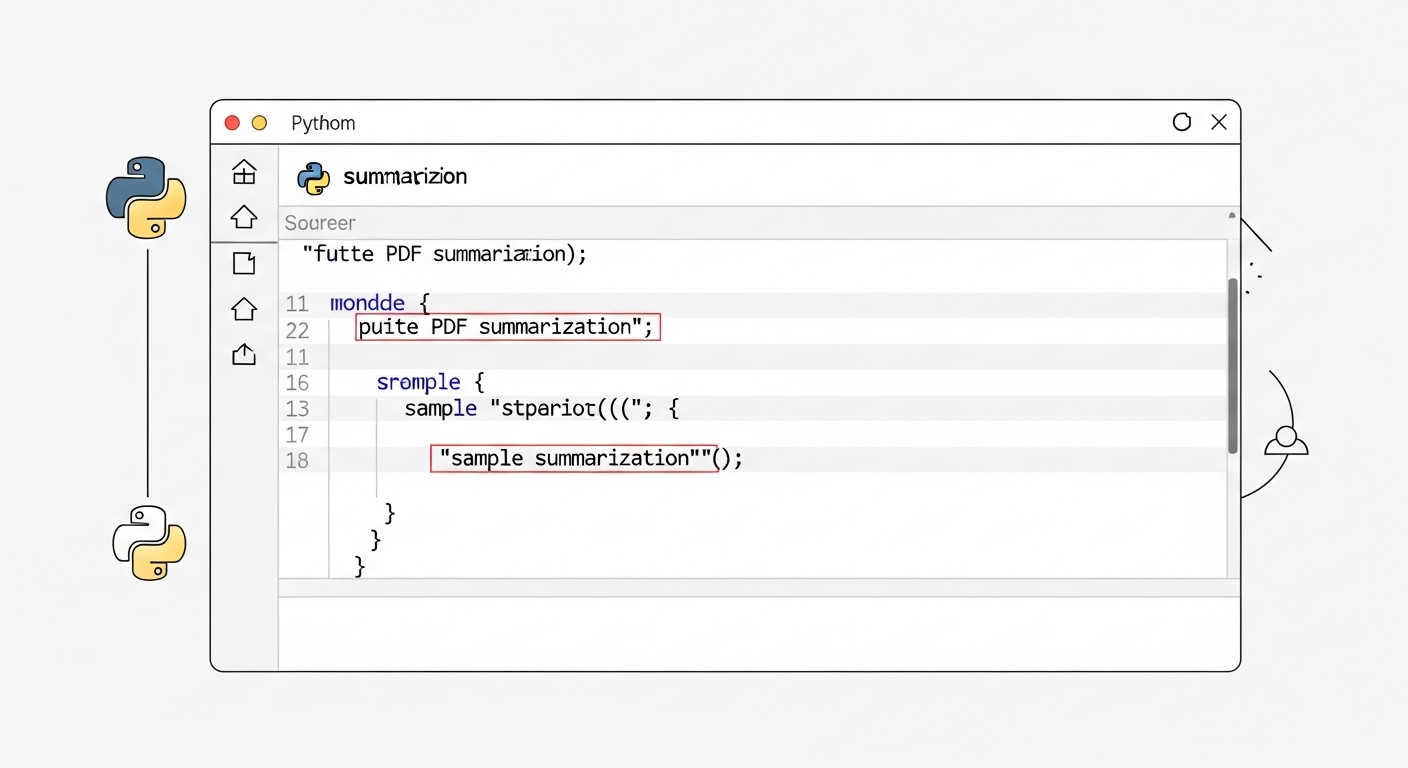 Pythom
summarizion
Soureer
"futte PDF summariazion);
11 mondde {
22 puite PDF summarization";
11
16 sromple {
13 sample "stpariot((("; {
17
18 "sample summarization""();
}
}
}